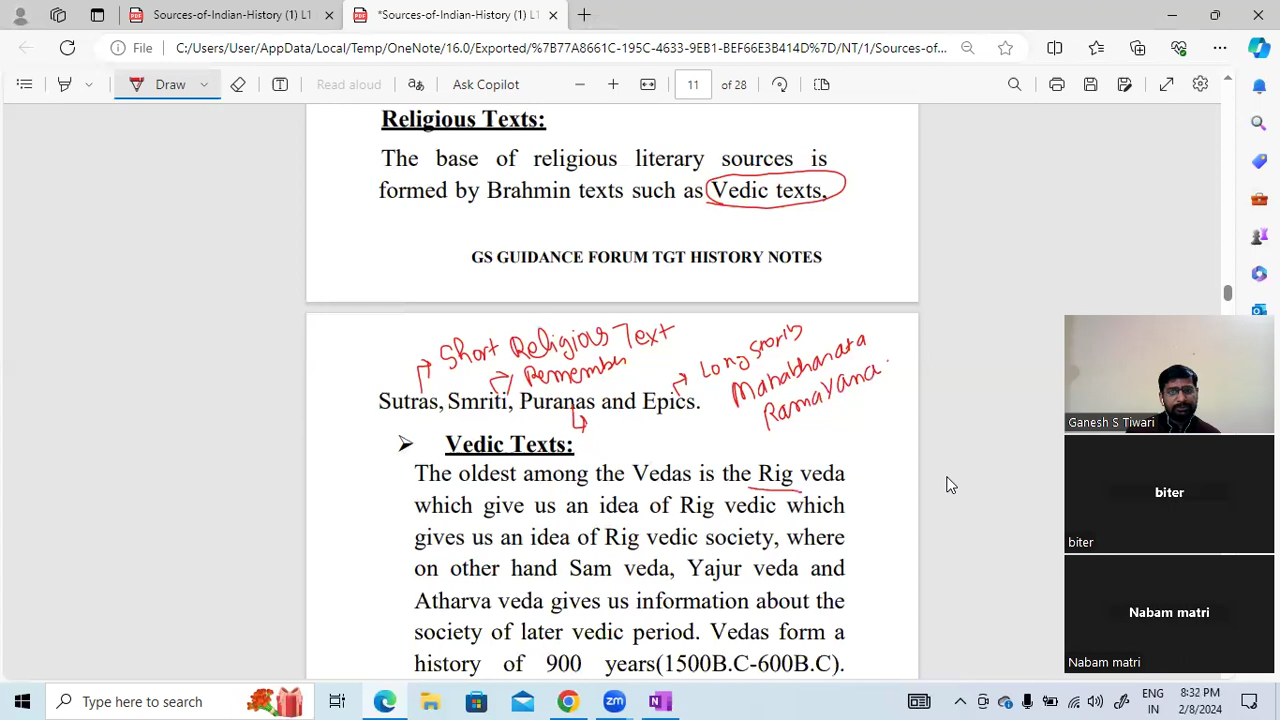 Sources-of-Indian-History (1) L1
*Sources-of-Indian-History (1) L1
File
C:/Users/User/AppData/Local/Temp/OneNote/16.0/Exported/%7B77A8661C-195C-4633-9EB1-BEF66E3B414D%7D/NT/1/Sources-of...
Draw
Read aloud
Ask Copilot
11
of 28
Religious Texts:
The base of religious literary sources is
formed by Brahmin texts such as Vedic texts,
GS GUIDANCE FORUM TGT HISTORY NOTES
Short Religious Text
Remember
Long storis
Mahabharata
Ramayana
Sutras, Smriti, Puranas and Epics.
Vedic Texts:
The oldest among the Vedas is the Rig veda
which give us an idea of Rig vedic which
gives us an idea of Rig vedic society, where
on other hand Sam veda, Yajur veda and
Atharva veda gives us information about the
society of later vedic period. Vedas form a
history of 900 years(1500B.C-600B.C).
Ganesh S Tiwari
biter
biter
Nabam matri
Nabam matri
Type here to search
zm
ENG
IN
8:32 PM
2/8/2024